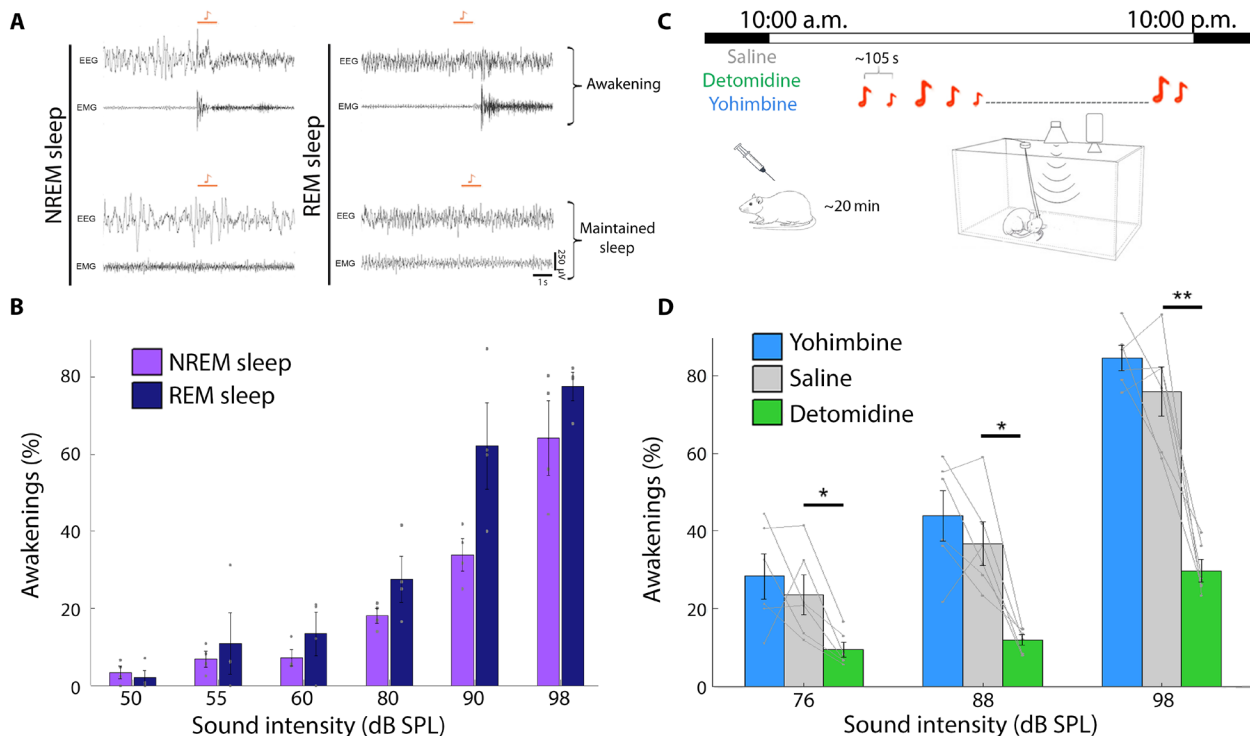 A
NREM sleep
EEG
EMG
EEG
EMG
REM sleep
EEG
EMG
Awakening
EEG
EMG
Maintained
sleep
250 µV
1s
B
NREM sleep
REM sleep
Awakenings (%)
80
60
40
20
0
50 55 60 80 90 98
Sound intensity (dB SPL)
C
10:00 a.m. 10:00 p.m.
Saline
Detomidine
Yohimbine
~105 s
~20 min
D
Yohimbine
Saline
Detomidine
*
*
**
Awakenings (%)
80
60
40
20
0
76 88 98
Sound intensity (dB SPL)